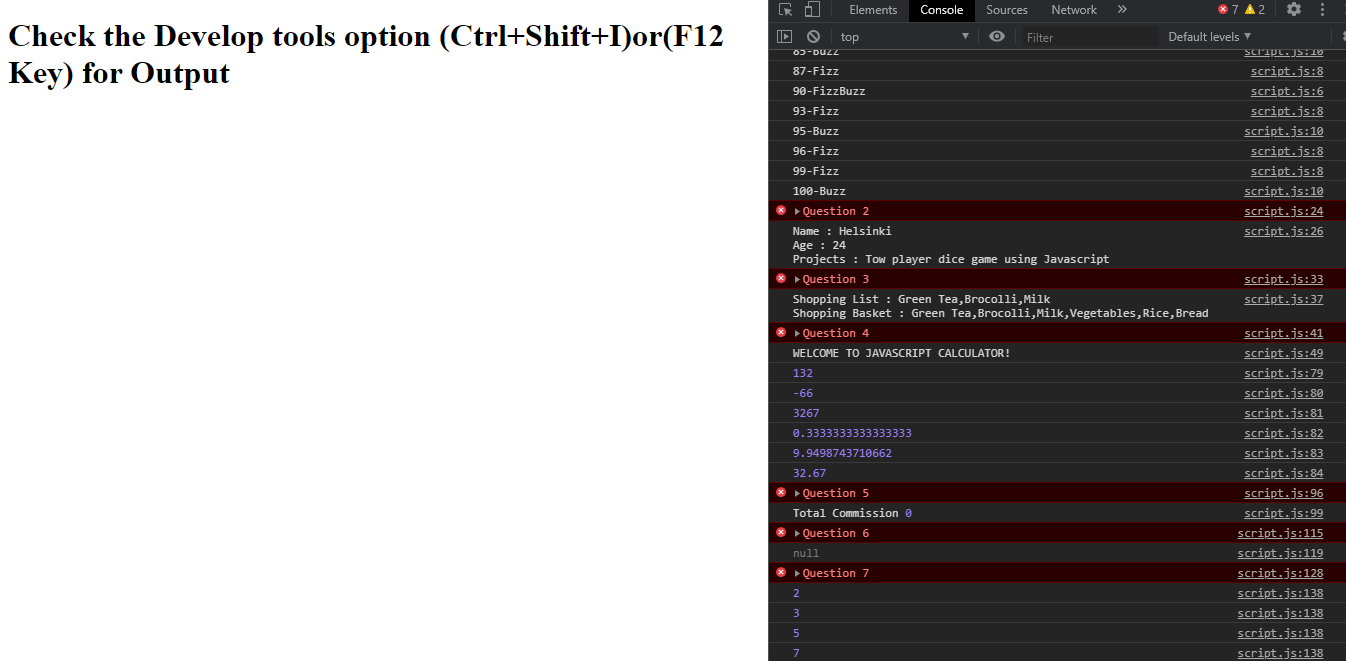 Check the Develop tools option (Ctrl+Shift+I)or(F12
Key) for Output
Elements Console Sources Network » 7 2
top Filter Default levels
85-Buzz script.js:10
87-Fizz script.js:8
90-FizzBuzz script.js:6
93-Fizz script.js:8
95-Buzz script.js:10
96-Fizz script.js:8
99-Fizz script.js:8
100-Buzz script.js:10
Question 2 script.js:24
Name : Helsinki script.js:26
Age : 24
Projects : Tow player dice game using Javascript
Question 3 script.js:33
Shopping List : Green Tea,Brocolli,Milk script.js:37
Shopping Basket : Green Tea,Brocolli,Milk,Vegetables,Rice,Bread
Question 4 script.js:41
WELCOME TO JAVASCRIPT CALCULATOR! script.js:49
132 script.js:79
-66 script.js:80
3267 script.js:81
0.3333333333333333 script.js:82
9.9498743710662 script.js:83
32.67 script.js:84
Question 5 script.js:96
Total Commission 0 script.js:99
Question 6 script.js:115
null script.js:119
Question 7 script.js:128
2 script.js:138
3 script.js:138
5 script.js:138
7 script.js:138